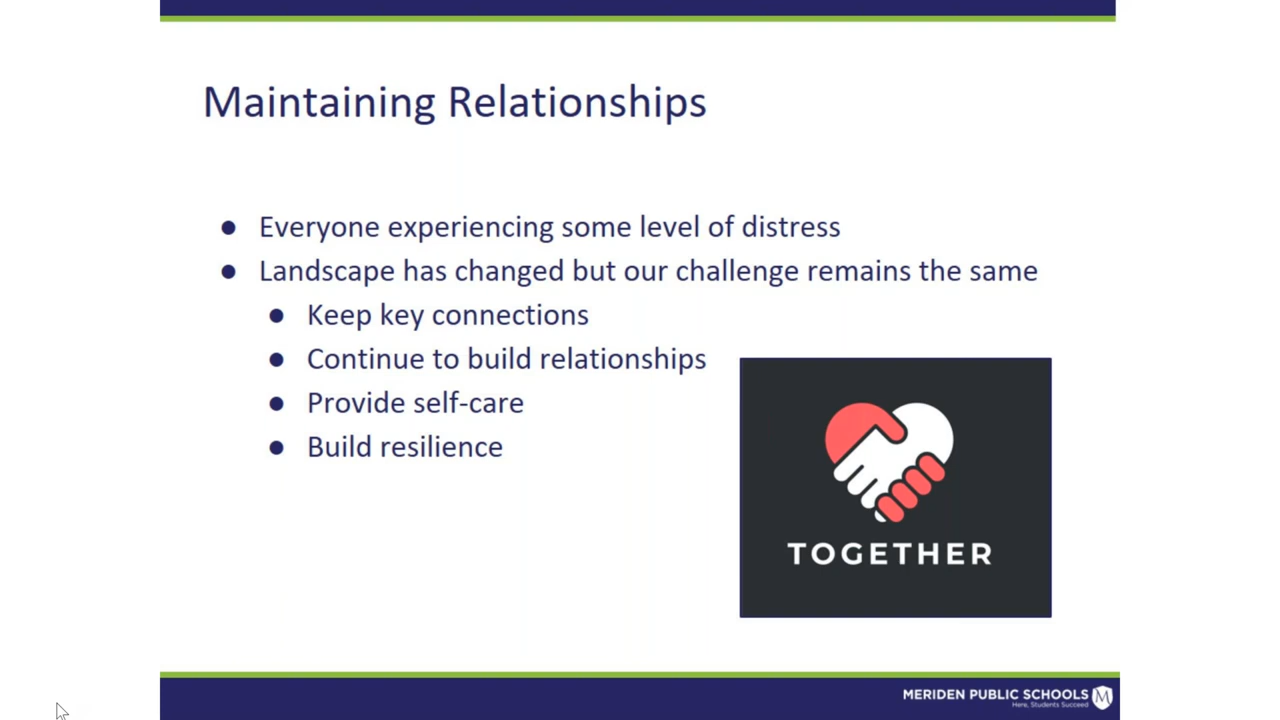 Maintaining Relationships
● Everyone experiencing some level of distress
● Landscape has changed but our challenge remains the same
● Keep key connections
● Continue to build relationships
● Provide self-care
● Build resilience
TOGETHER
MERIDEN PUBLIC SCHOOLS M
Here, Students Succeed